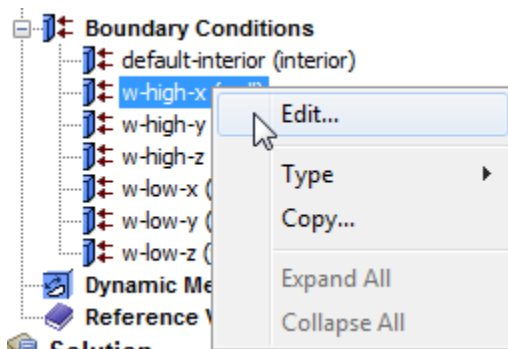 Boundary Conditions
default-interior (interior)
w-high-x
Edit...
w-high-y
w-high-z
Type
w-low-x (
Copy...
w-low-y (
w-low-z (
Expand All
Dynamic Me
Reference
Collapse All
Solution